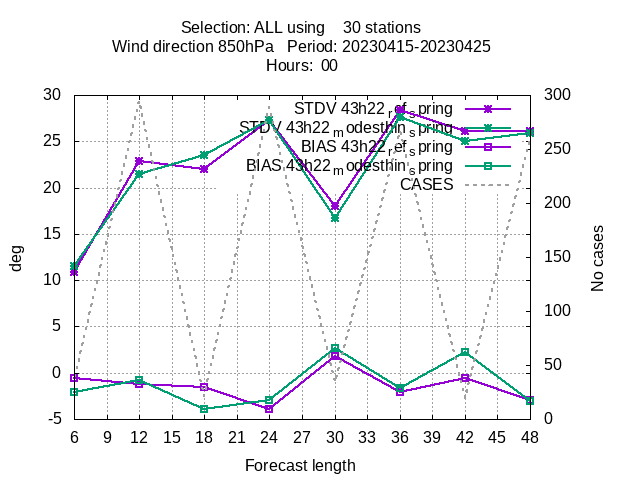 Selection: ALL using 30 stations
Wind direction 850hPa Period: 20230415-20230425
Hours: 00
STDV 43h22_ref_spring
STDV 43h22_modesthin_spring
BIAS 43h22_ref_spring
BIAS 43h22_modesthin_spring
CASES
30
25
20
15
10
5
0
-5
deg
300
250
200
150
100
50
0
No cases
6 9 12 15 18 21 24 27 30 33 36 39 42 45 48
Forecast length